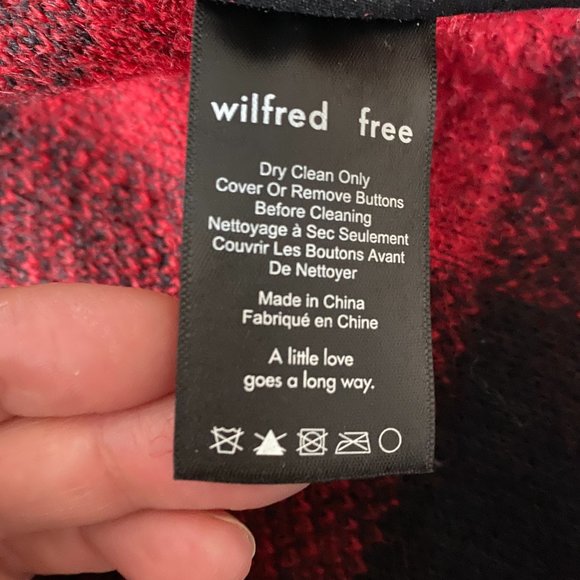 wilfred free
Dry Clean Only
Cover Or Remove Buttons
Before Cleaning
Nettoyage à Sec Seulement
Couvrir Les Boutons Avant
De Nettoyer
Made in China
Fabriqué en Chine
A little love
goes a long way.